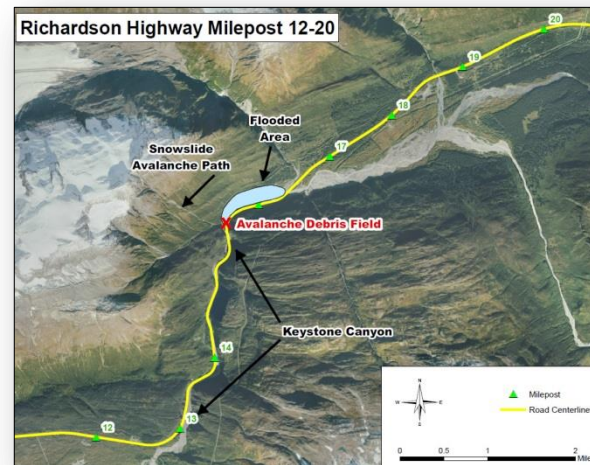 Richardson Highway Milepost 12-20
20
19
18
17
Flooded
Area
Snowslide
Avalanche Path
Avalanche Debris Field
Keystone Canyon
14
13
12
N
W E
S
Milepost
Road Centerline
0 0.5 1 2
Mile